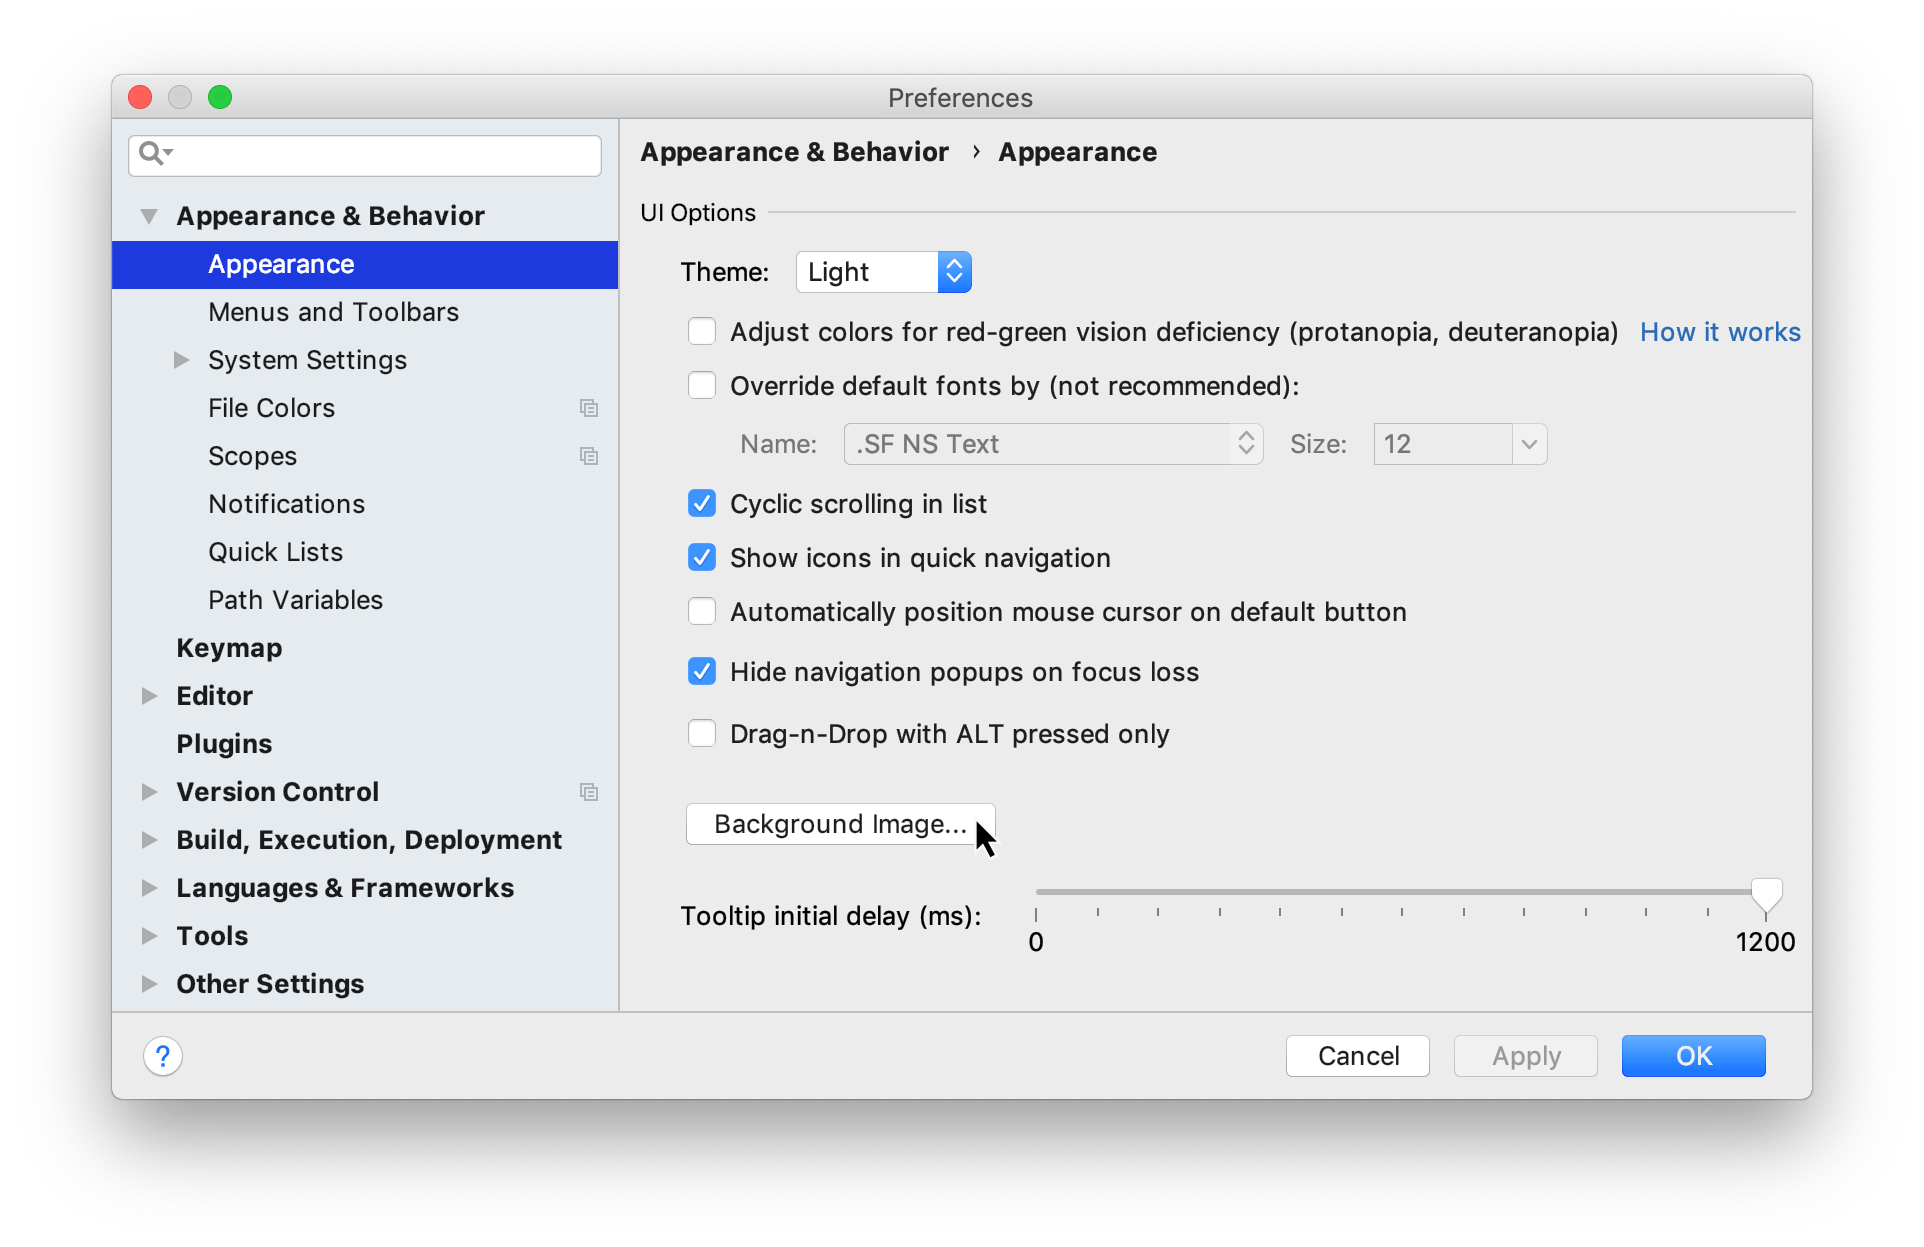 Preferences
Appearance & Behavior
Appearance
Menus and Toolbars
System Settings
File Colors
Scopes
Notifications
Quick Lists
Path Variables
Keymap
Editor
Plugins
Version Control
Build, Execution, Deployment
Languages & Frameworks
Tools
Other Settings
Appearance & Behavior › Appearance
UI Options
Theme: Light
Adjust colors for red-green vision deficiency (protanopia, deuteranopia) How it works
Override default fonts by (not recommended):
Name: .SF NS Text Size: 12
Cyclic scrolling in list
Show icons in quick navigation
Automatically position mouse cursor on default button
Hide navigation popups on focus loss
Drag-n-Drop with ALT pressed only
Background Image...
Tooltip initial delay (ms):
0 1200
? Cancel Apply OK